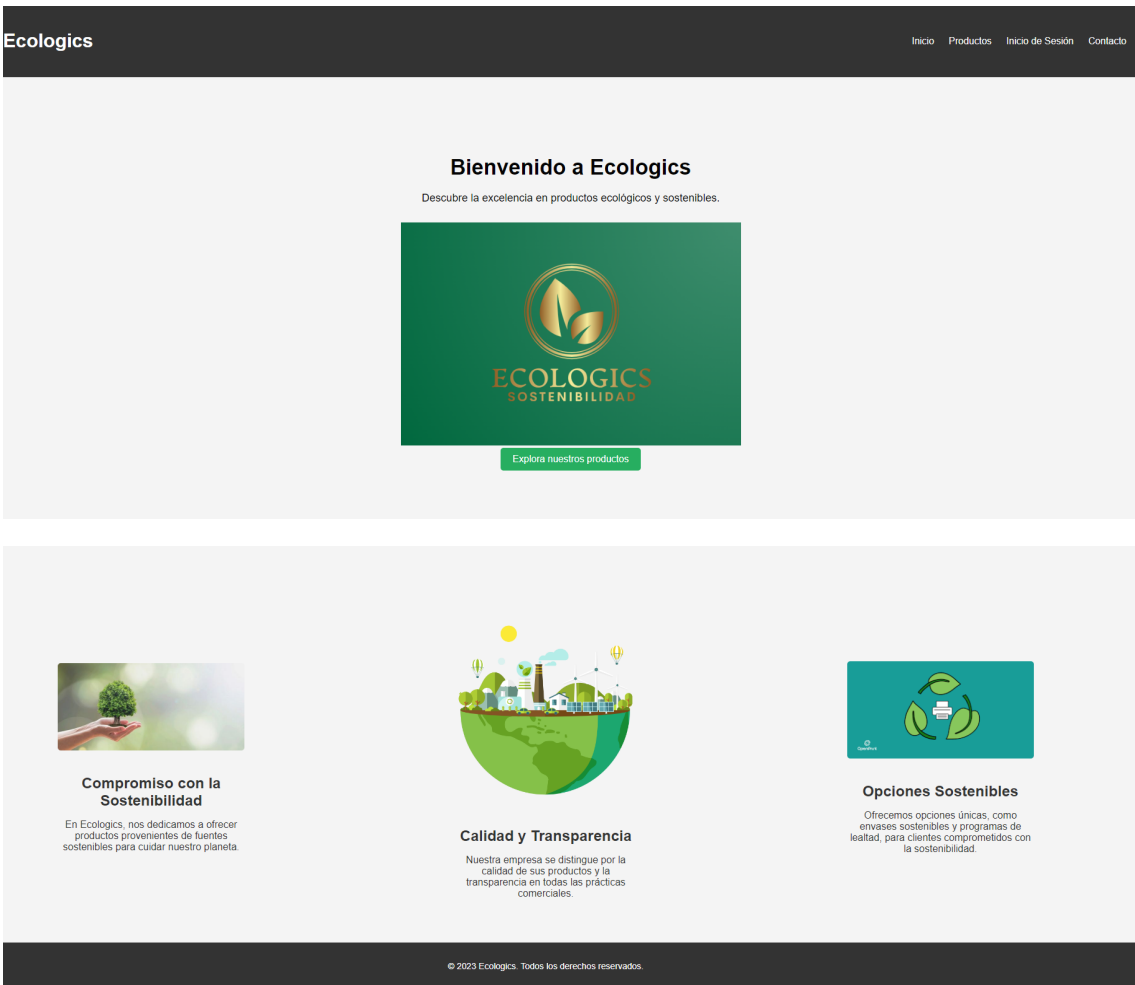 Ecologics
Inicio Productos Inicio de Sesión Contacto
Bienvenido a Ecologics
Descubre la excelencia en productos ecológicos y sostenibles.
ECOLOGICS
SOSTENIBILIDAD
Explora nuestros productos
Compromiso con la
Sostenibilidad
En Ecologics, nos dedicamos a ofrecer
productos provenientes de fuentes
sostenibles para cuidar nuestro planeta.
Calidad y Transparencia
Nuestra empresa se distingue por la
calidad de sus productos y la
transparencia en todas las prácticas
comerciales.
Opciones Sostenibles
Ofrecemos opciones únicas, como
envases sostenibles y programas de
lealtad, para clientes comprometidos con
la sostenibilidad.
© 2023 Ecologics. Todos los derechos reservados.